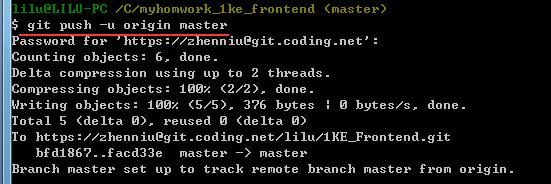 lilu@LILU-PC /C/myhomwork_1ke_frontend (master)
$ git push -u origin master
Password for 'https://zhenniu@git.coding.net':
Counting objects: 6, done.
Delta compression using up to 2 threads.
Compressing objects: 100% (2/2), done.
Writing objects: 100% (5/5), 376 bytes | 0 bytes/s, done.
Total 5 (delta 0), reused 0 (delta 0)
To https://zhenniu@git.coding.net/lilu/1KE_Frontend.git
   bfd1867..facd33e  master -> master
Branch master set up to track remote branch master from origin.